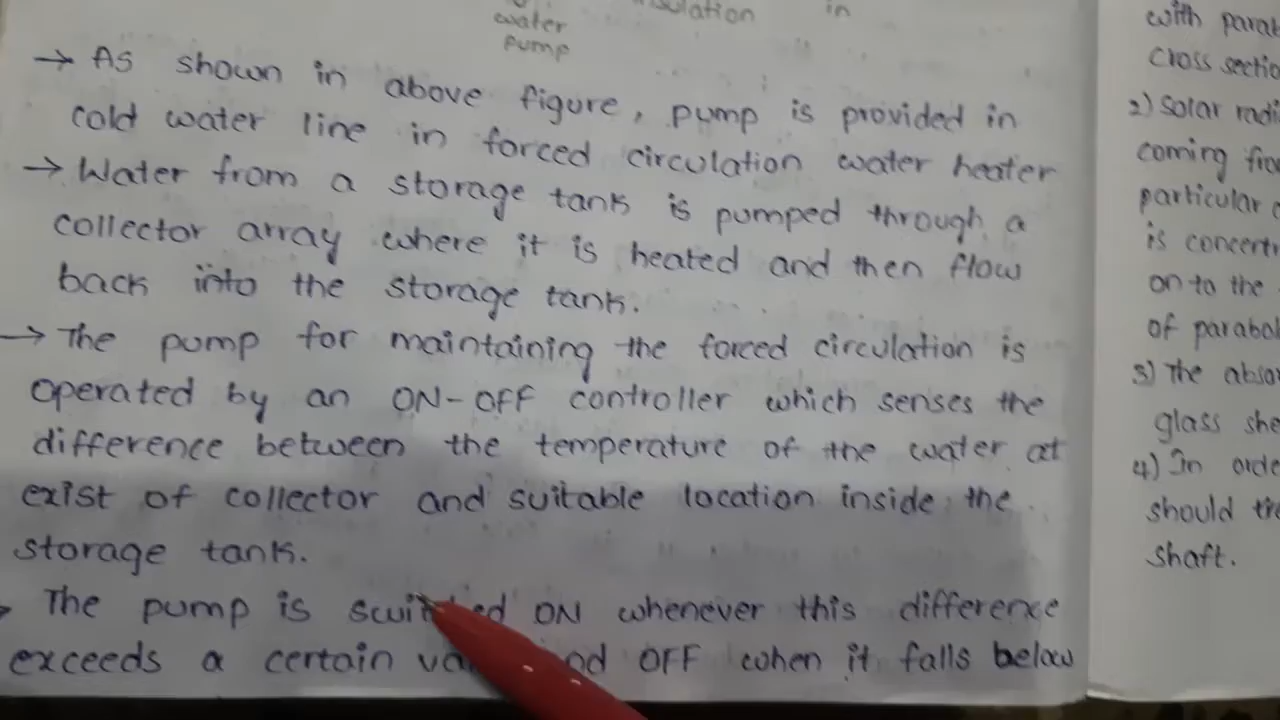 in
water
pump
→ As shown in above figure, pump is provided in
cold water line in forced circulation water heater
→ Water from a storage tank is pumped through a
collector array where it is heated and then flow
back into the storage tank.
→ The pump for maintaining the forced circulation is
operated by an ON-OFF controller which senses the
difference between the temperature of the water at
exist of collector and suitable location inside the
storage tank.
The pump is ON whenever this difference
exceeds a certain OFF when it falls below
with
cross
2) solar
coming
particular
is
on to the
of
3) The
glass
4) In
should
shaft.